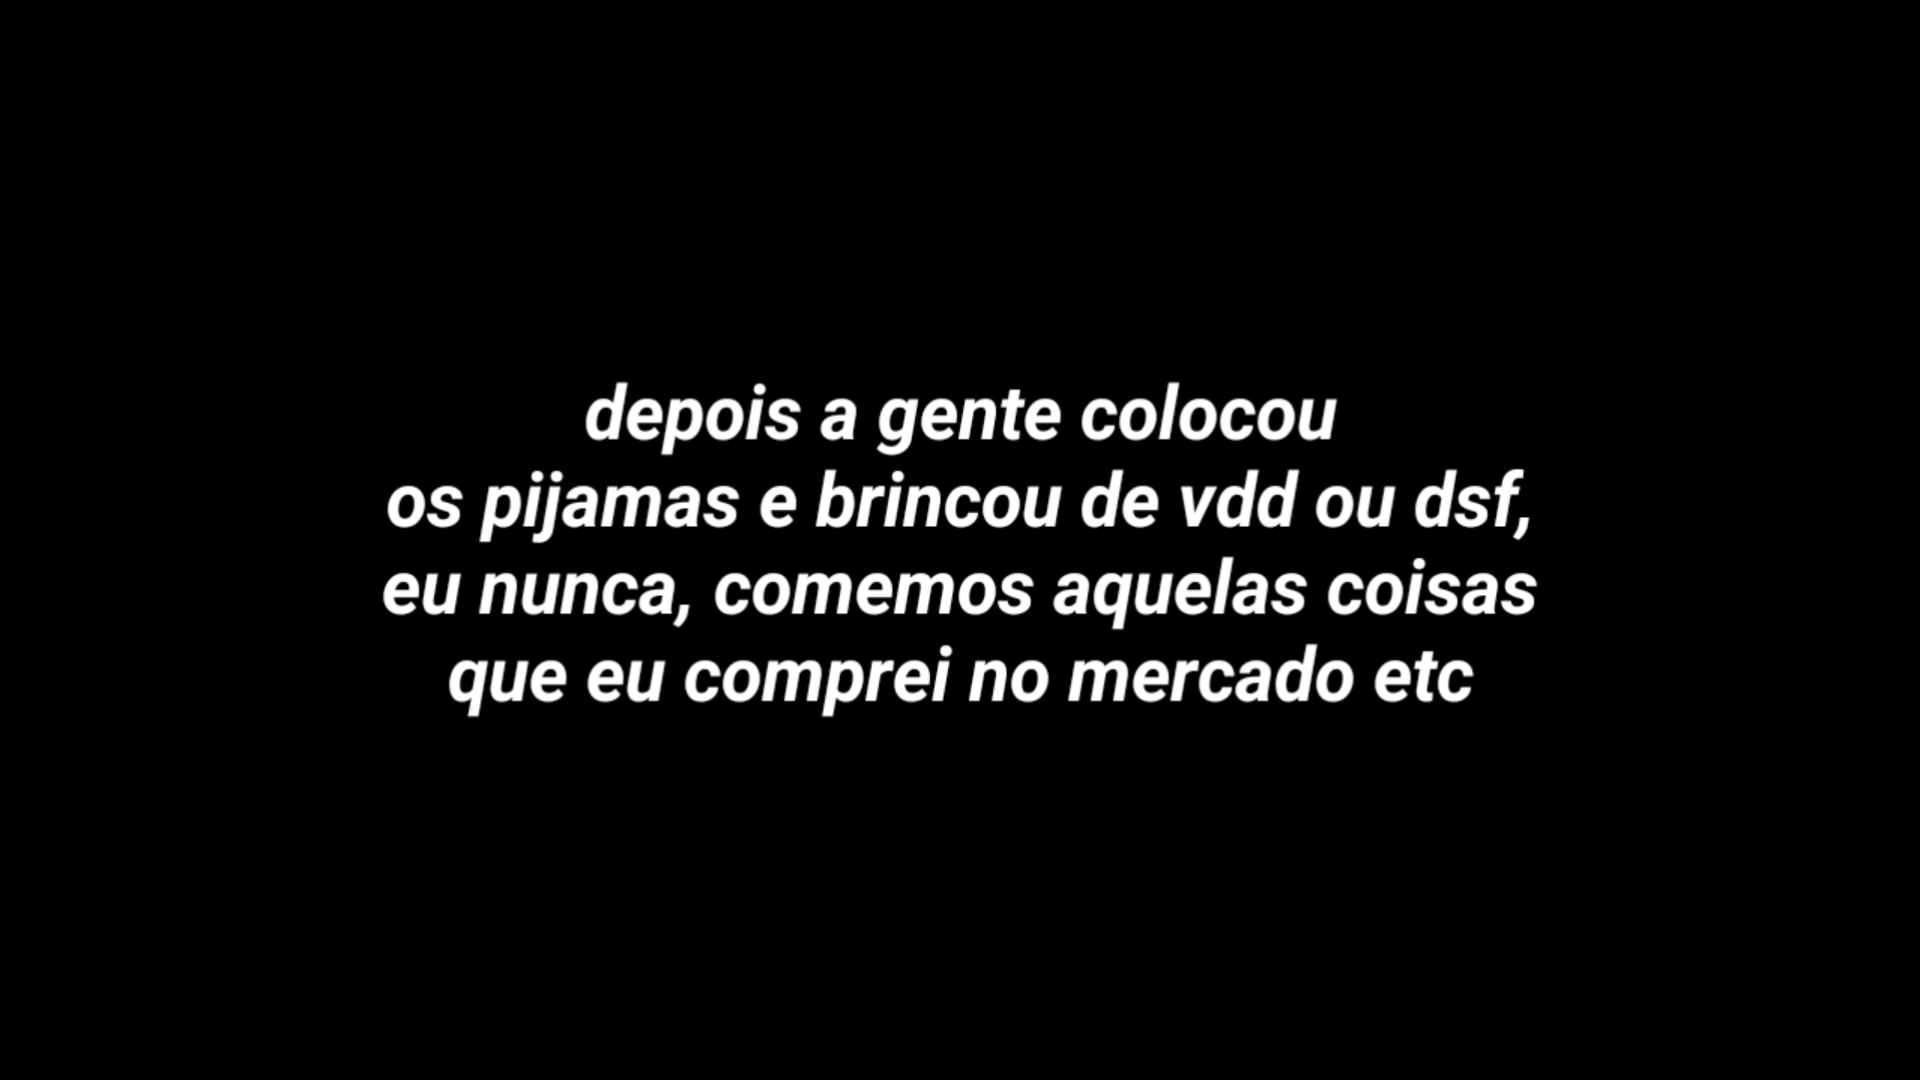 depois a gente colocou
os pijamas e brincou de vdd ou dsf,
eu nunca, comemos aquelas coisas
que eu comprei no mercado etc